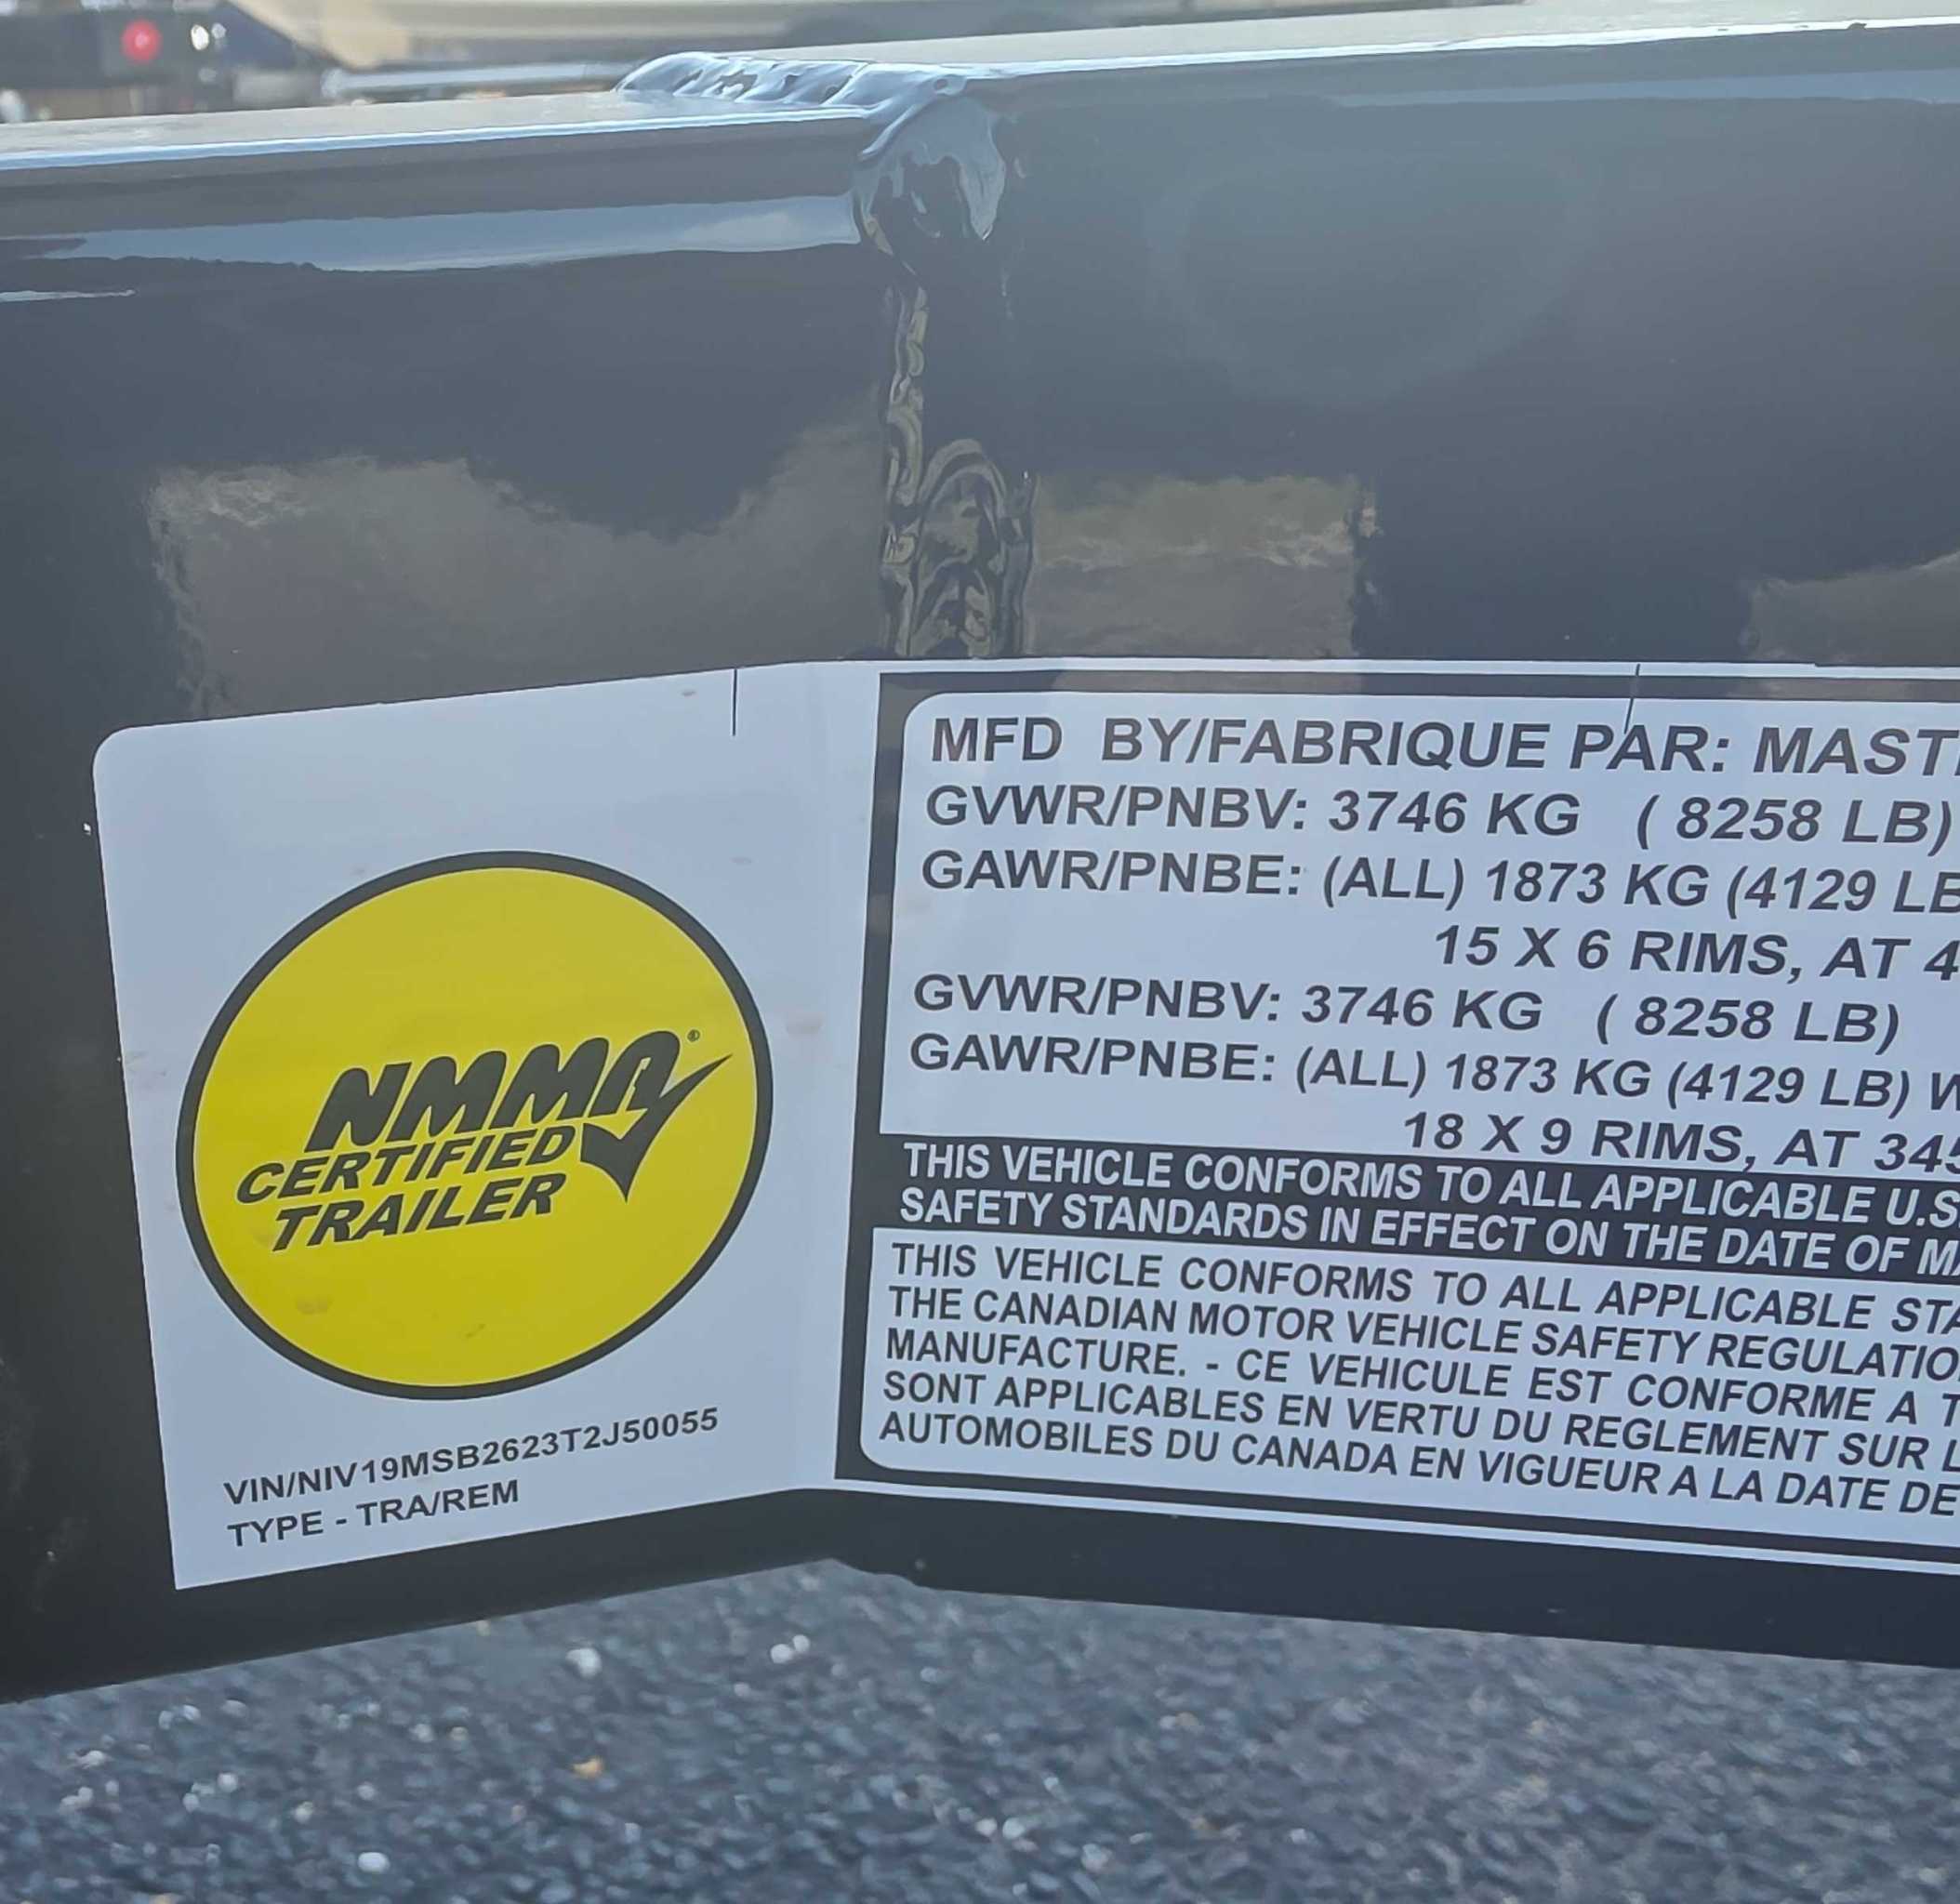 NMMA®
CERTIFIED
TRAILER
VIN/NIV19MSB2623T2J50055
TYPE - TRA/REM
MFD BY/FABRIQUE PAR: MAST
GVWR/PNBV: 3746 KG ( 8258 LB)
GAWR/PNBE: (ALL) 1873 KG (4129 LB
15 X 6 RIMS, AT 4
GVWR/PNBV: 3746 KG ( 8258 LB)
GAWR/PNBE: (ALL) 1873 KG (4129 LB) W
18 X 9 RIMS, AT 345
THIS VEHICLE CONFORMS TO ALL APPLICABLE U.S
SAFETY STANDARDS IN EFFECT ON THE DATE OF MA
THIS VEHICLE CONFORMS TO ALL APPLICABLE STA
THE CANADIAN MOTOR VEHICLE SAFETY REGULATIO
MANUFACTURE. - CE VEHICULE EST CONFORME A T
SONT APPLICABLES EN VERTU DU REGLEMENT SUR L
AUTOMOBILES DU CANADA EN VIGUEUR A LA DATE DE